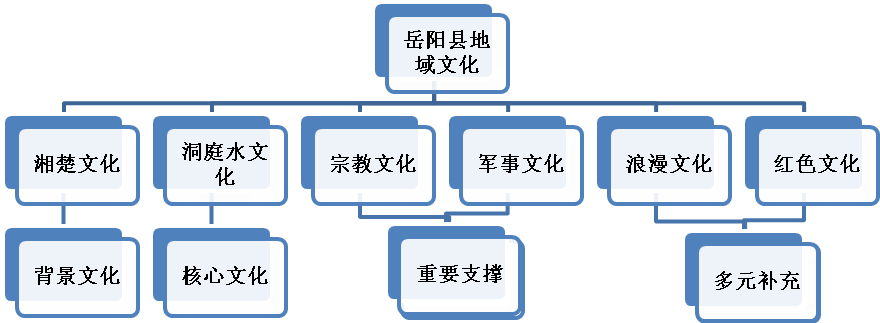 岳阳县地
域文化
湘楚文化
洞庭水文
化
宗教文化
军事文化
浪漫文化
红色文化
背景文化
核心文化
重要支撑
多元补充